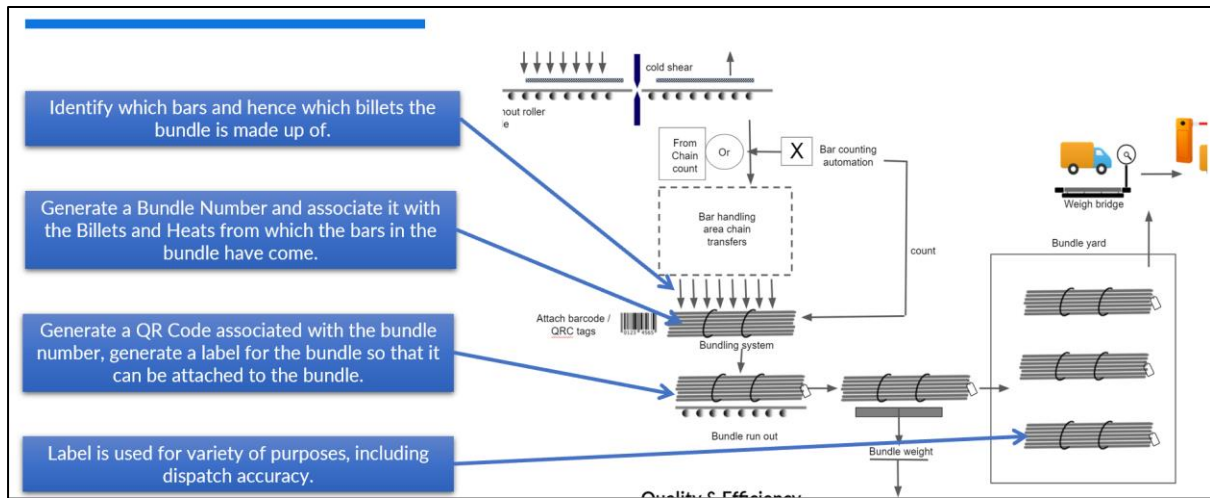 Identify which bars and hence which billets the
bundle is made up of.
Generate a Bundle Number and associate it with
the Billets and Heats from which the bars in the
bundle have come.
Generate a QR Code associated with the bundle
number, generate a label for the bundle so that it
can be attached to the bundle.
Label is used for variety of purposes, including
dispatch accuracy.
cold shear
nout roller
From
Chain
count
Or
X
Bar counting
automation
Bar handling
area chain
transfers
count
Attach barcode /
QRC tags
Bundling system
Bundle run out
Bundle weight
Weigh bridge
Bundle yard
Quality & Efficiency